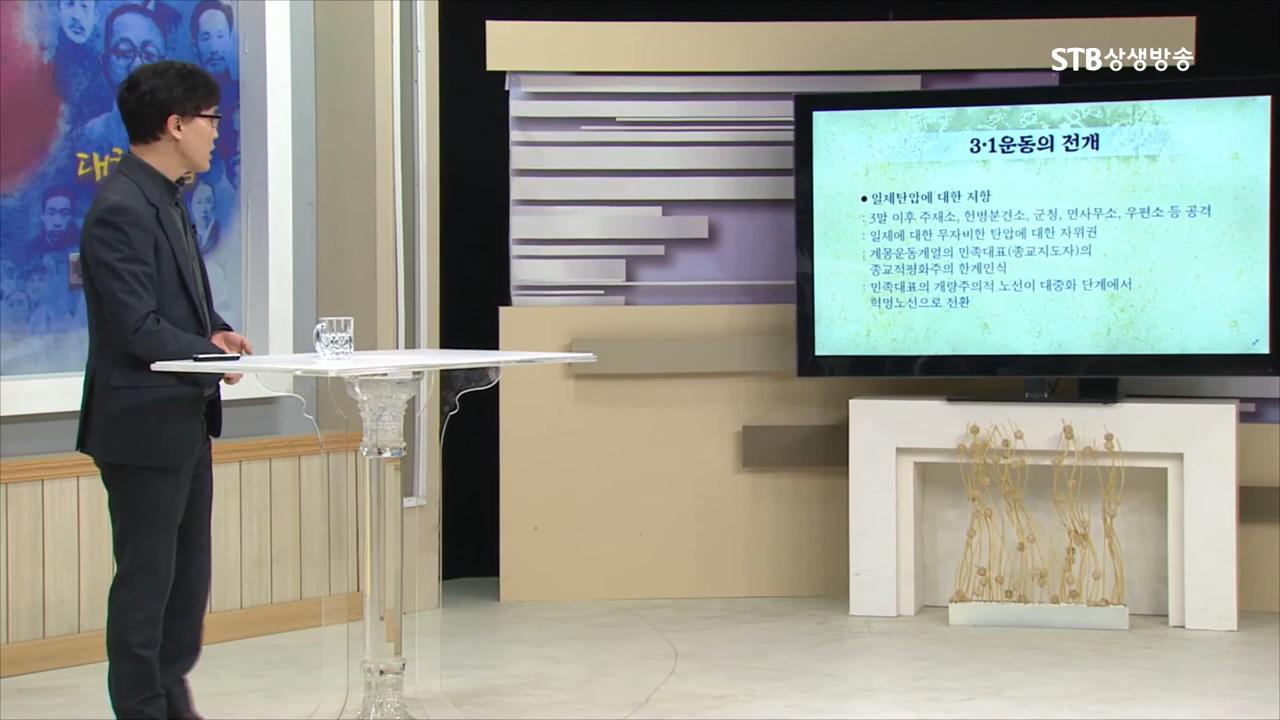 STB상생방송
대한
3·1운동의 전개
● 일제탄압에 대한 저항
: 3말 이후 주재소, 헌병분견소, 군청, 면사무소, 우편소 등 공격
: 일제에 대한 무자비한 탄압에 대한 자위권
: 계몽운동계열의 민족대표(종교지도자)의
종교적평화주의 한계인식
: 민족대표의 개량주의적 노선이 대중화 단계에서
혁명노선으로 전환